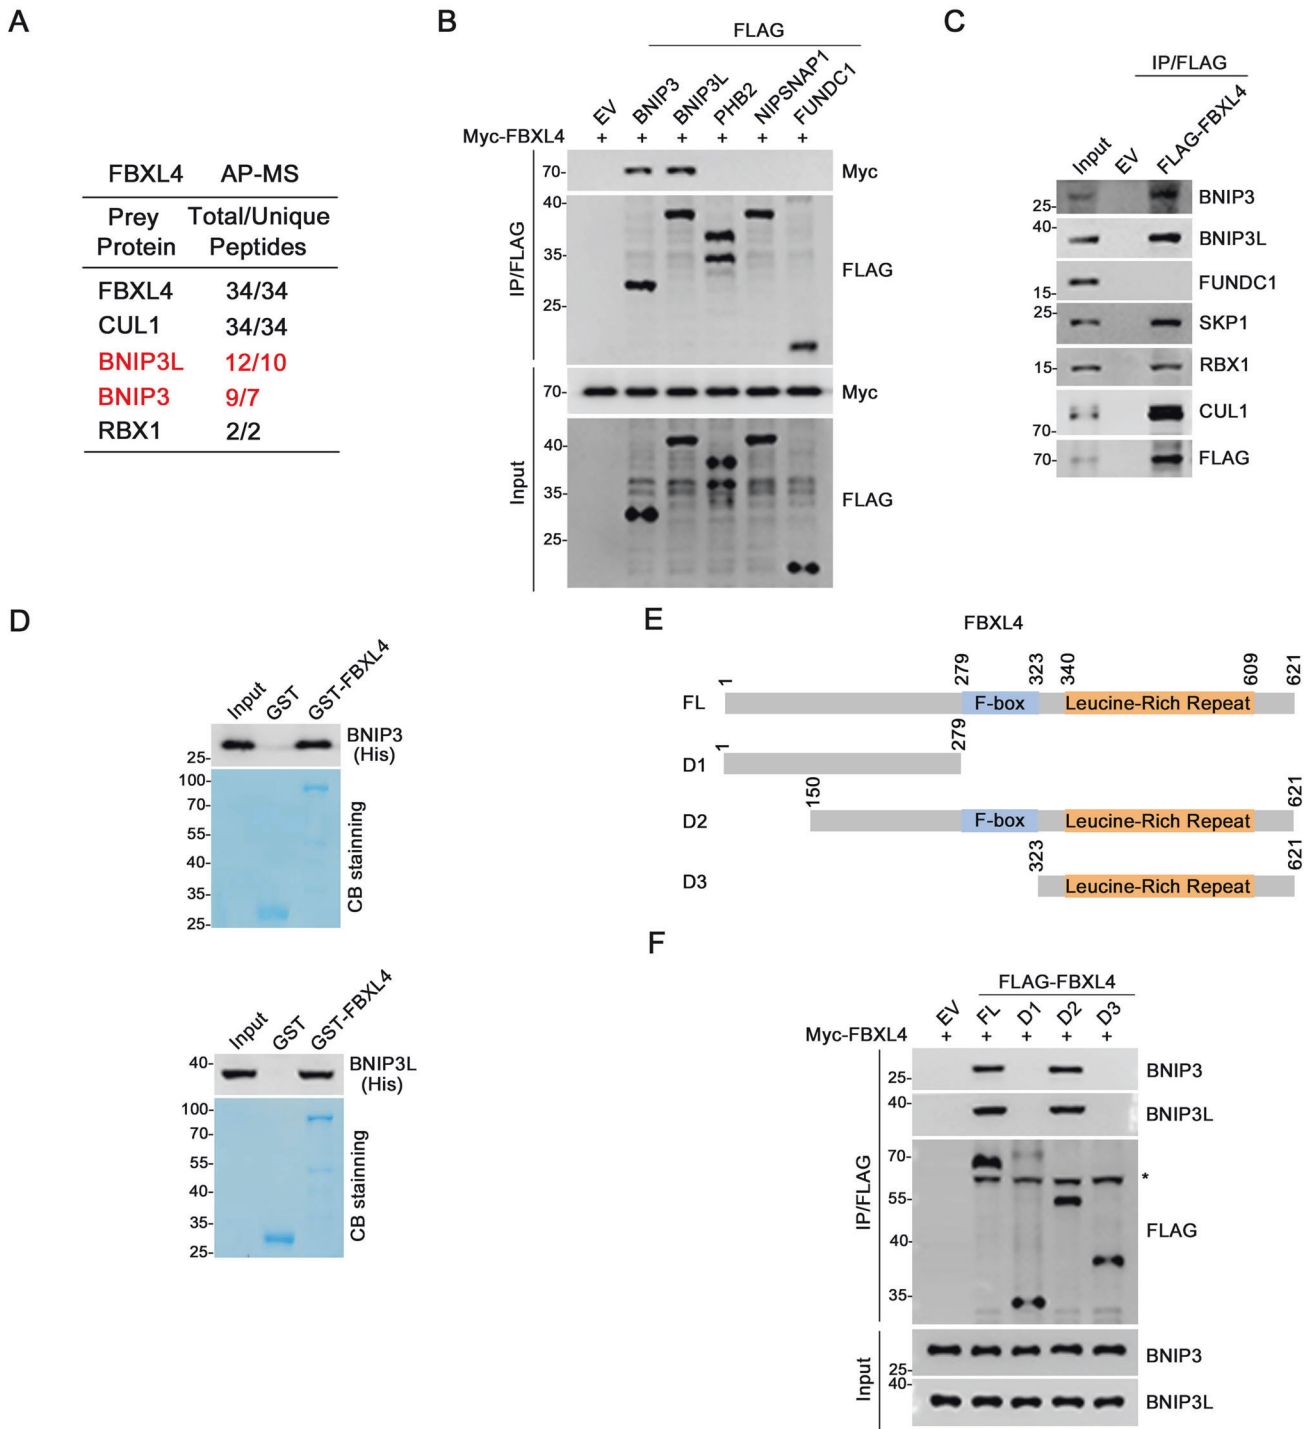 A
FBXL4 AP-MS
Prey Total/Unique
Protein Peptides
FBXL4 34/34
CUL1 34/34
BNIP3L 12/10
BNIP3 9/7
RBX1 2/2
B
FLAG
EV BNIP3 BNIP3L PHB2 NIPSNAP1 FUNDC1
Myc-FBXL4 + + + + + +
IP/FLAG
70- Myc
40-
35-
FLAG
25-
Input
70- Myc
40-
35-
FLAG
25-
C
IP/FLAG
Input EV FLAG-FBXL4
BNIP3
25-
40-
BNIP3L
FUNDC1
15-
25-
SKP1
15- RBX1
CUL1
70-
70- FLAG
D
Input GST GST-FBXL4
BNIP3
(His)
25-
100-
70-
55-
40-
35-
25-
CB stainning
Input GST GST-FBXL4
40- BNIP3L
(His)
100-
70-
55-
40-
35-
25-
CB stainning
E
FBXL4
1 279 323 340 609 621
FL F-box Leucine-Rich Repeat
1 279
D1
150 621
D2 F-box Leucine-Rich Repeat
323 621
D3 Leucine-Rich Repeat
F
FLAG-FBXL4
EV FL D1 D2 D3
Myc-FBXL4 + + + + +
IP/FLAG
BNIP3
25-
40-
BNIP3L
70-
*
55-
FLAG
40-
35-
Input
BNIP3
25-
40-
BNIP3L